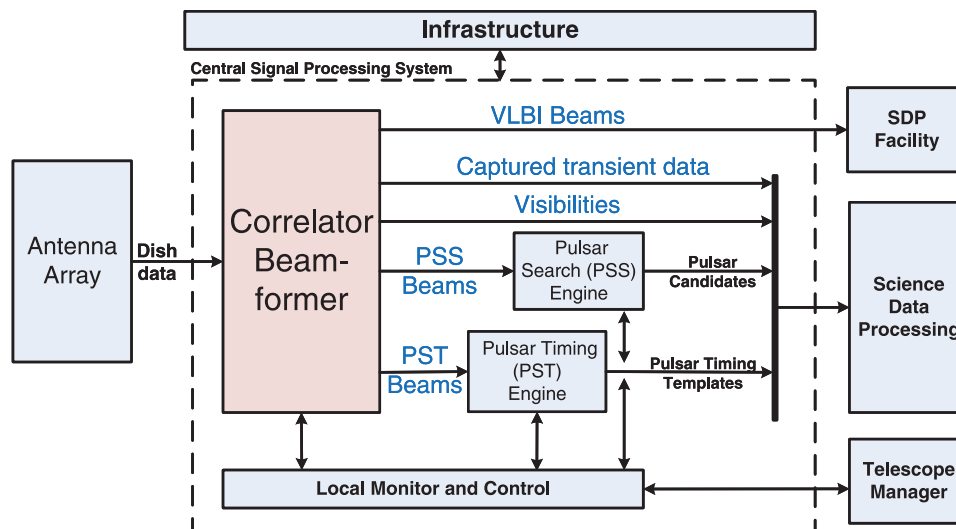 Infrastructure
Central Signal Processing System
VLBI Beams
SDP
Facility
Captured transient data
Visibilities
Antenna
Array
Dish
data
Correlator
Beam-
former
PSS
Beams
Pulsar
Search (PSS)
Engine
Pulsar
Candidates
Science
Data
Processing
PST
Beams
Pulsar Timing
(PST)
Engine
Pulsar Timing
Templates
Local Monitor and Control
Telescope
Manager